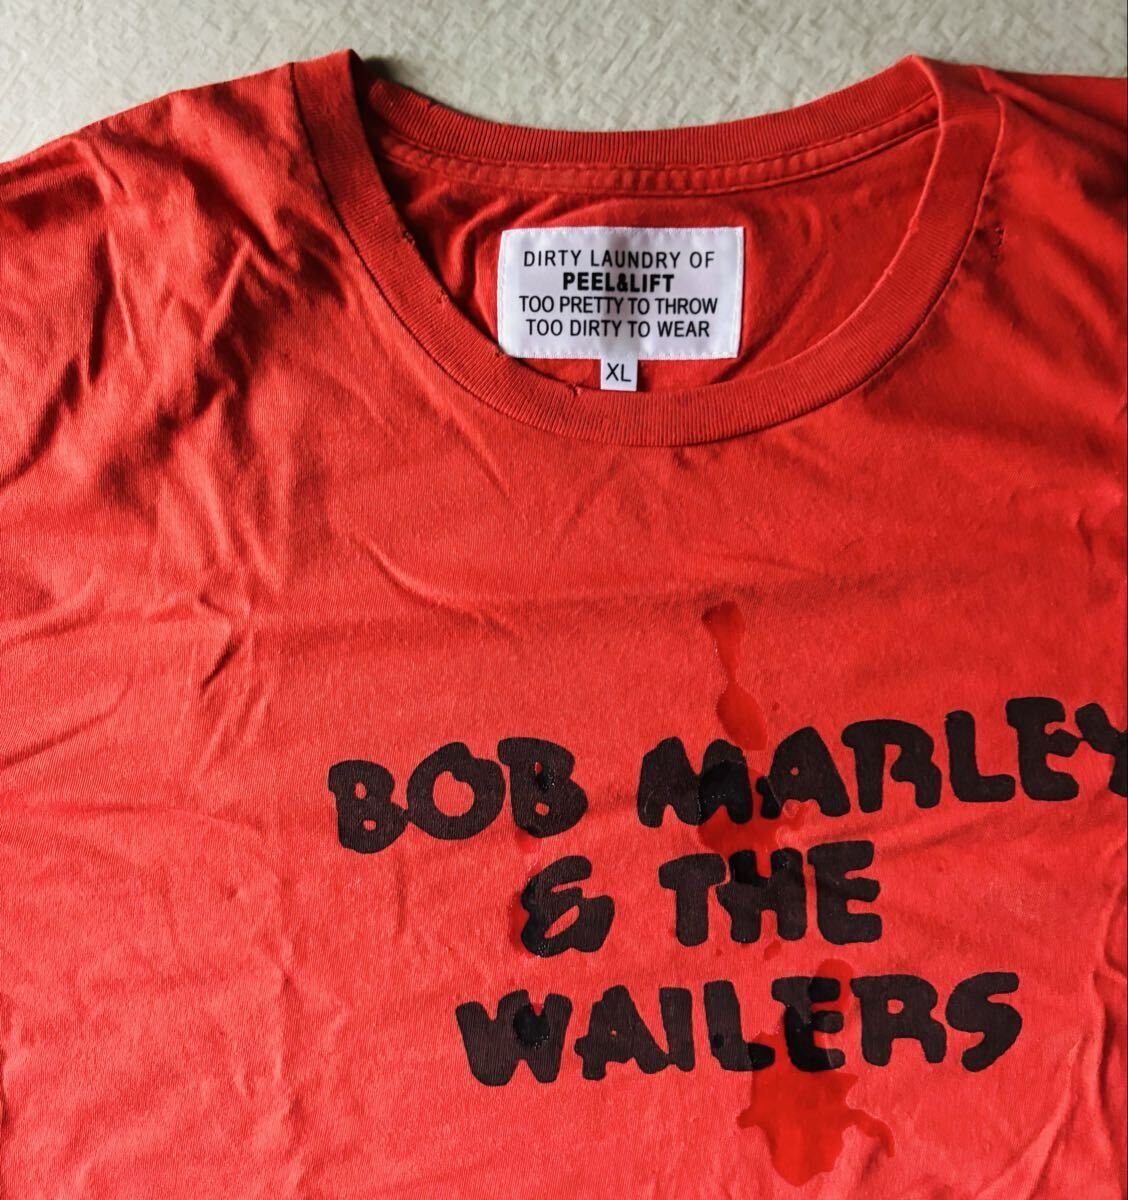 DIRTY LAUNDRY OF
PEEL&LIFT
TOO PRETTY TO THROW
TOO DIRTY TO WEAR
XL
BOB MARLEY
& THE
WAILERS